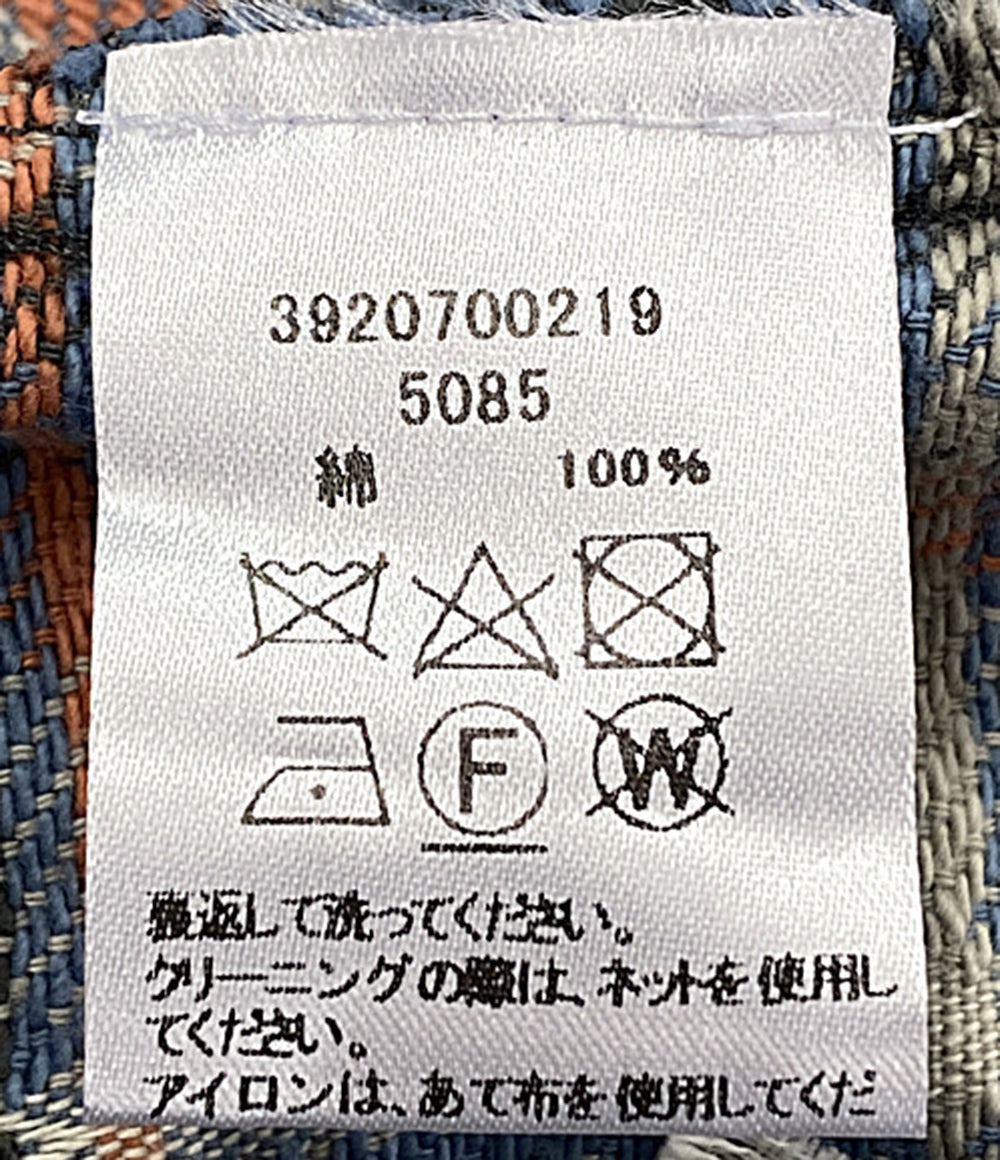 3920700219
5085
綿 100%
F
W
裏返して洗ってください。
クリーニングの際は、ネットを使用し
てください。
アイロンは、あて布を使用してくだ